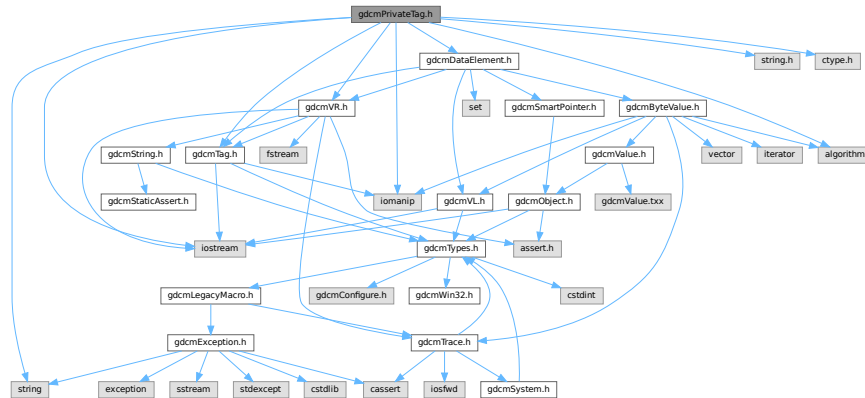 gdcmPrivateTag.h
gdcmDataElement.h
string.h
ctype.h
gdcmVR.h
set
gdcmSmartPointer.h
gdcmByteValue.h
gdcmString.h
gdcmTag.h
fstream
gdcmValue.h
vector
iterator
algorithm
gdcmStaticAssert.h
iomanip
gdcmVL.h
gdcmObject.h
gdcmValue.txx
iostream
gdcmTypes.h
assert.h
gdcmLegacyMacro.h
gdcmConfigure.h
gdcmWin32.h
cstdint
gdcmException.h
gdcmTrace.h
string
exception
sstream
stdexcept
cstdlib
cassert
iosfwd
gdcmSystem.h